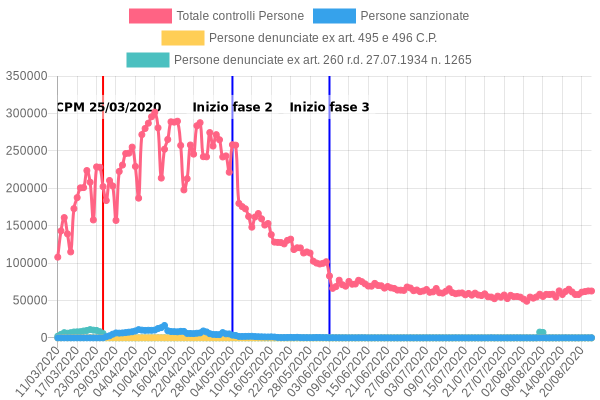 Totale controlli Persone Persone sanzionate
Persone denunciate ex art. 495 e 496 C.P.
Persone denunciate ex art. 260 r.d. 27.07.1934 n. 1265
350000
CPM 25/03/2020 Inizio fase 2 Inizio fase 3
300000
250000
200000
150000
100000
50000
0
11/03/2020 17/03/2020 23/03/2020 29/03/2020 04/04/2020 10/04/2020 16/04/2020 22/04/2020 28/04/2020 04/05/2020 10/05/2020 16/05/2020 22/05/2020 28/05/2020 03/06/2020 09/06/2020 15/06/2020 21/06/2020 27/06/2020 03/07/2020 09/07/2020 15/07/2020 21/07/2020 27/07/2020 02/08/2020 08/08/2020 14/08/2020 20/08/2020